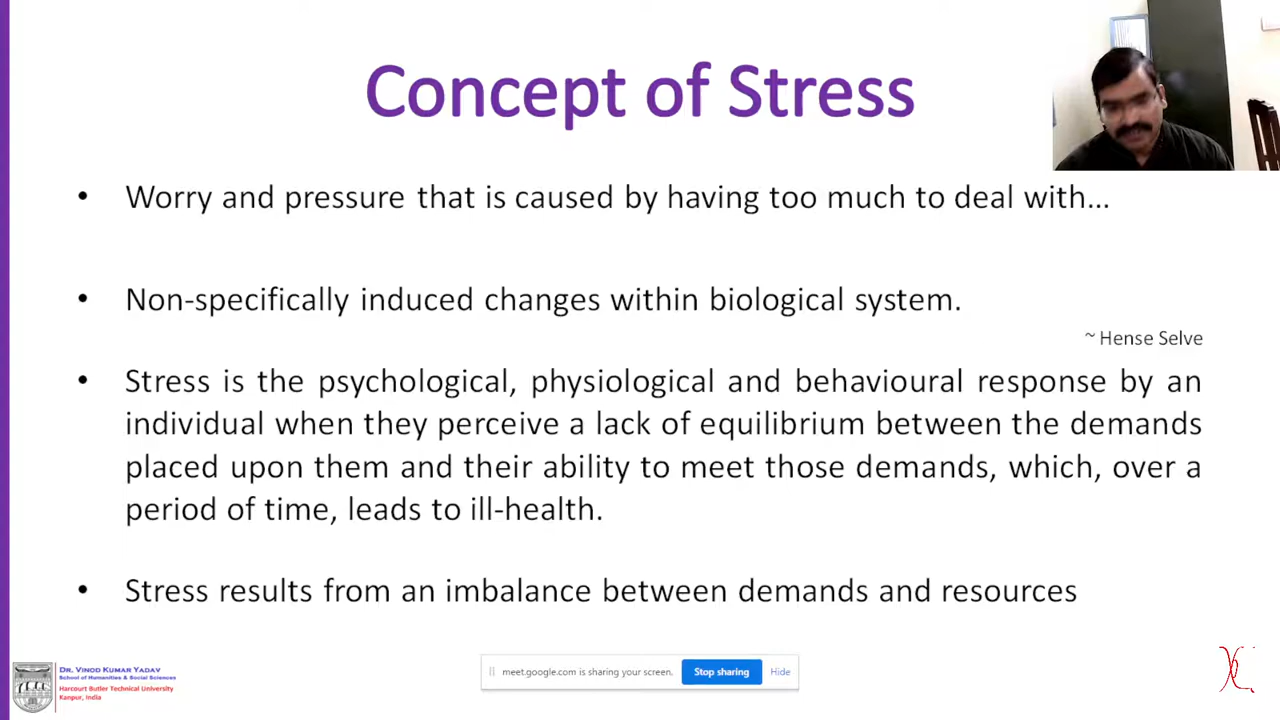 Concept of Stress
• Worry and pressure that is caused by having too much to deal with...
• Non-specifically induced changes within biological system.
~ Hense Selve
• Stress is the psychological, physiological and behavioural response by an
individual when they perceive a lack of equilibrium between the demands
placed upon them and their ability to meet those demands, which, over a
period of time, leads to ill-health.
• Stress results from an imbalance between demands and resources
DR. VINOD KUMAR YADAV
School of Humanities & Social Sciences
Harcourt Butler Technical University
Kanpur, India
meet.google.com is sharing your screen. Stop sharing Hide